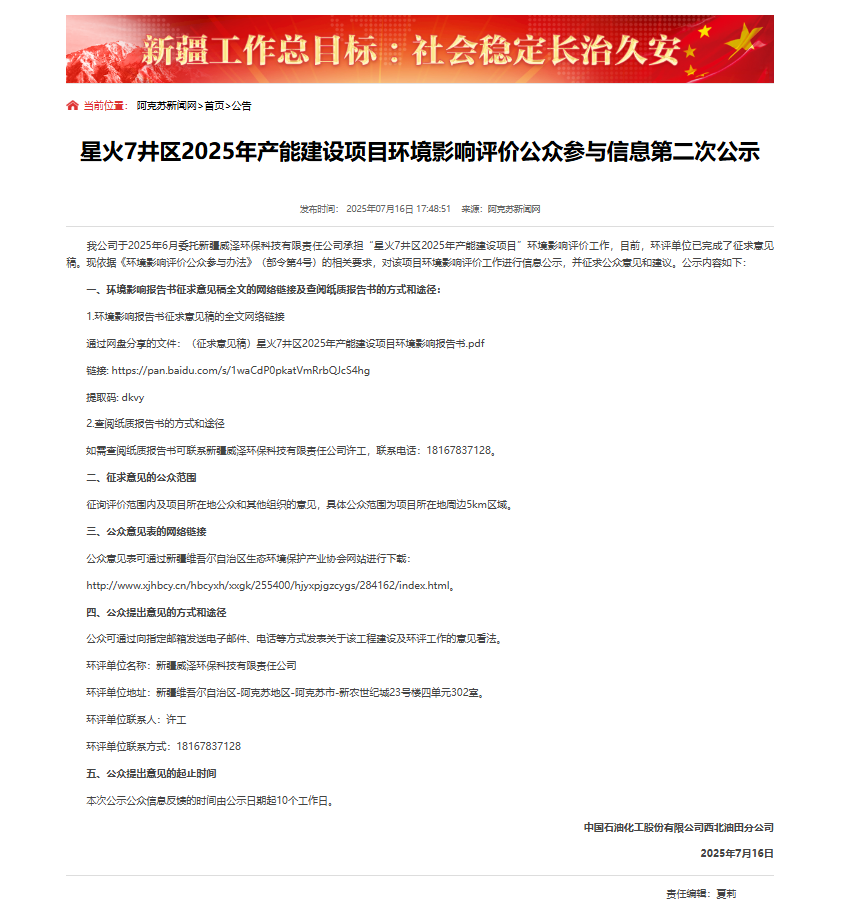 新疆工作总目标：社会稳定长治久安
当前位置： 阿克苏新闻网>首页>公告
星火7井区2025年产能建设项目环境影响评价公众参与信息第二次公示
发布时间： 2025年07月16日 17:48:51 来源：阿克苏新闻网
我公司于2025年6月委托新疆威泽环保科技有限责任公司承担“星火7井区2025年产能建设项目”环境影响评价工作，目前，环评单位已完成了征求意见
稿。现依据《环境影响评价公众参与办法》（部令第4号）的相关要求，对该项目环境影响评价工作进行信息公示，并征求公众意见和建议。公示内容如下：
一、环境影响报告书征求意见稿全文的网络链接及查阅纸质报告书的方式和途径：
1.环境影响报告书征求意见稿的全文网络链接
通过网盘分享的文件：（征求意见稿）星火7井区2025年产能建设项目环境影响报告书.pdf
链接: https://pan.baidu.com/s/1waCdP0pkatVmRrbQJcS4hg
提取码: dkvy
2.查阅纸质报告书的方式和途径
如需查阅纸质报告书可联系新疆威泽环保科技有限责任公司许工，联系电话：18167837128。
二、征求意见的公众范围
征询评价范围内及项目所在地公众和其他组织的意见，具体公众范围为项目所在地周边5km区域。
三、公众意见表的网络链接
公众意见表可通过新疆维吾尔自治区生态环境保护产业协会网站进行下载：
http://www.xjhbcy.cn/hbcyxh/xxgk/255400/hjyxpjgzcygs/284162/index.html。
四、公众提出意见的方式和途径
公众可通过向指定邮箱发送电子邮件、电话等方式发表关于该工程建设及环评工作的意见看法。
环评单位名称：新疆威泽环保科技有限责任公司
环评单位地址：新疆维吾尔自治区-阿克苏地区-阿克苏市-新农世纪城23号楼四单元302室。
环评单位联系人：许工
环评单位联系方式：18167837128
五、公众提出意见的起止时间
本次公示公众信息反馈的时间由公示日期起10个工作日。
中国石油化工股份有限公司西北油田分公司
2025年7月16日
责任编辑：夏莉